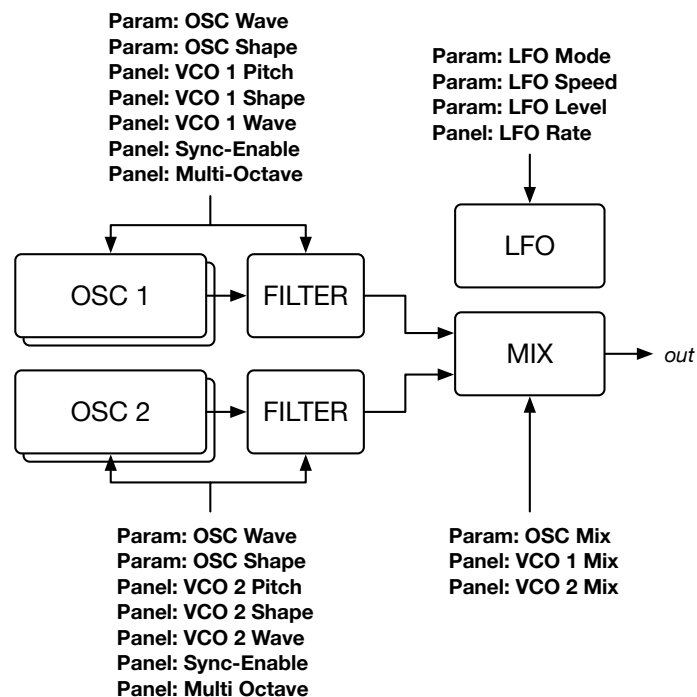 Param: OSC Wave
Param: OSC Shape
Panel: VCO 1 Pitch
Panel: VCO 1 Shape
Panel: VCO 1 Wave
Panel: Sync-Enable
Panel: Multi-Octave
Param: LFO Mode
Param: LFO Speed
Param: LFO Level
Panel: LFO Rate
LFO
OSC 1
FILTER
MIX
out
OSC 2
FILTER
Param: OSC Wave
Param: OSC Shape
Panel: VCO 2 Pitch
Panel: VCO 2 Shape
Panel: VCO 2 Wave
Panel: Sync-Enable
Panel: Multi Octave
Param: OSC Mix
Panel: VCO 1 Mix
Panel: VCO 2 Mix